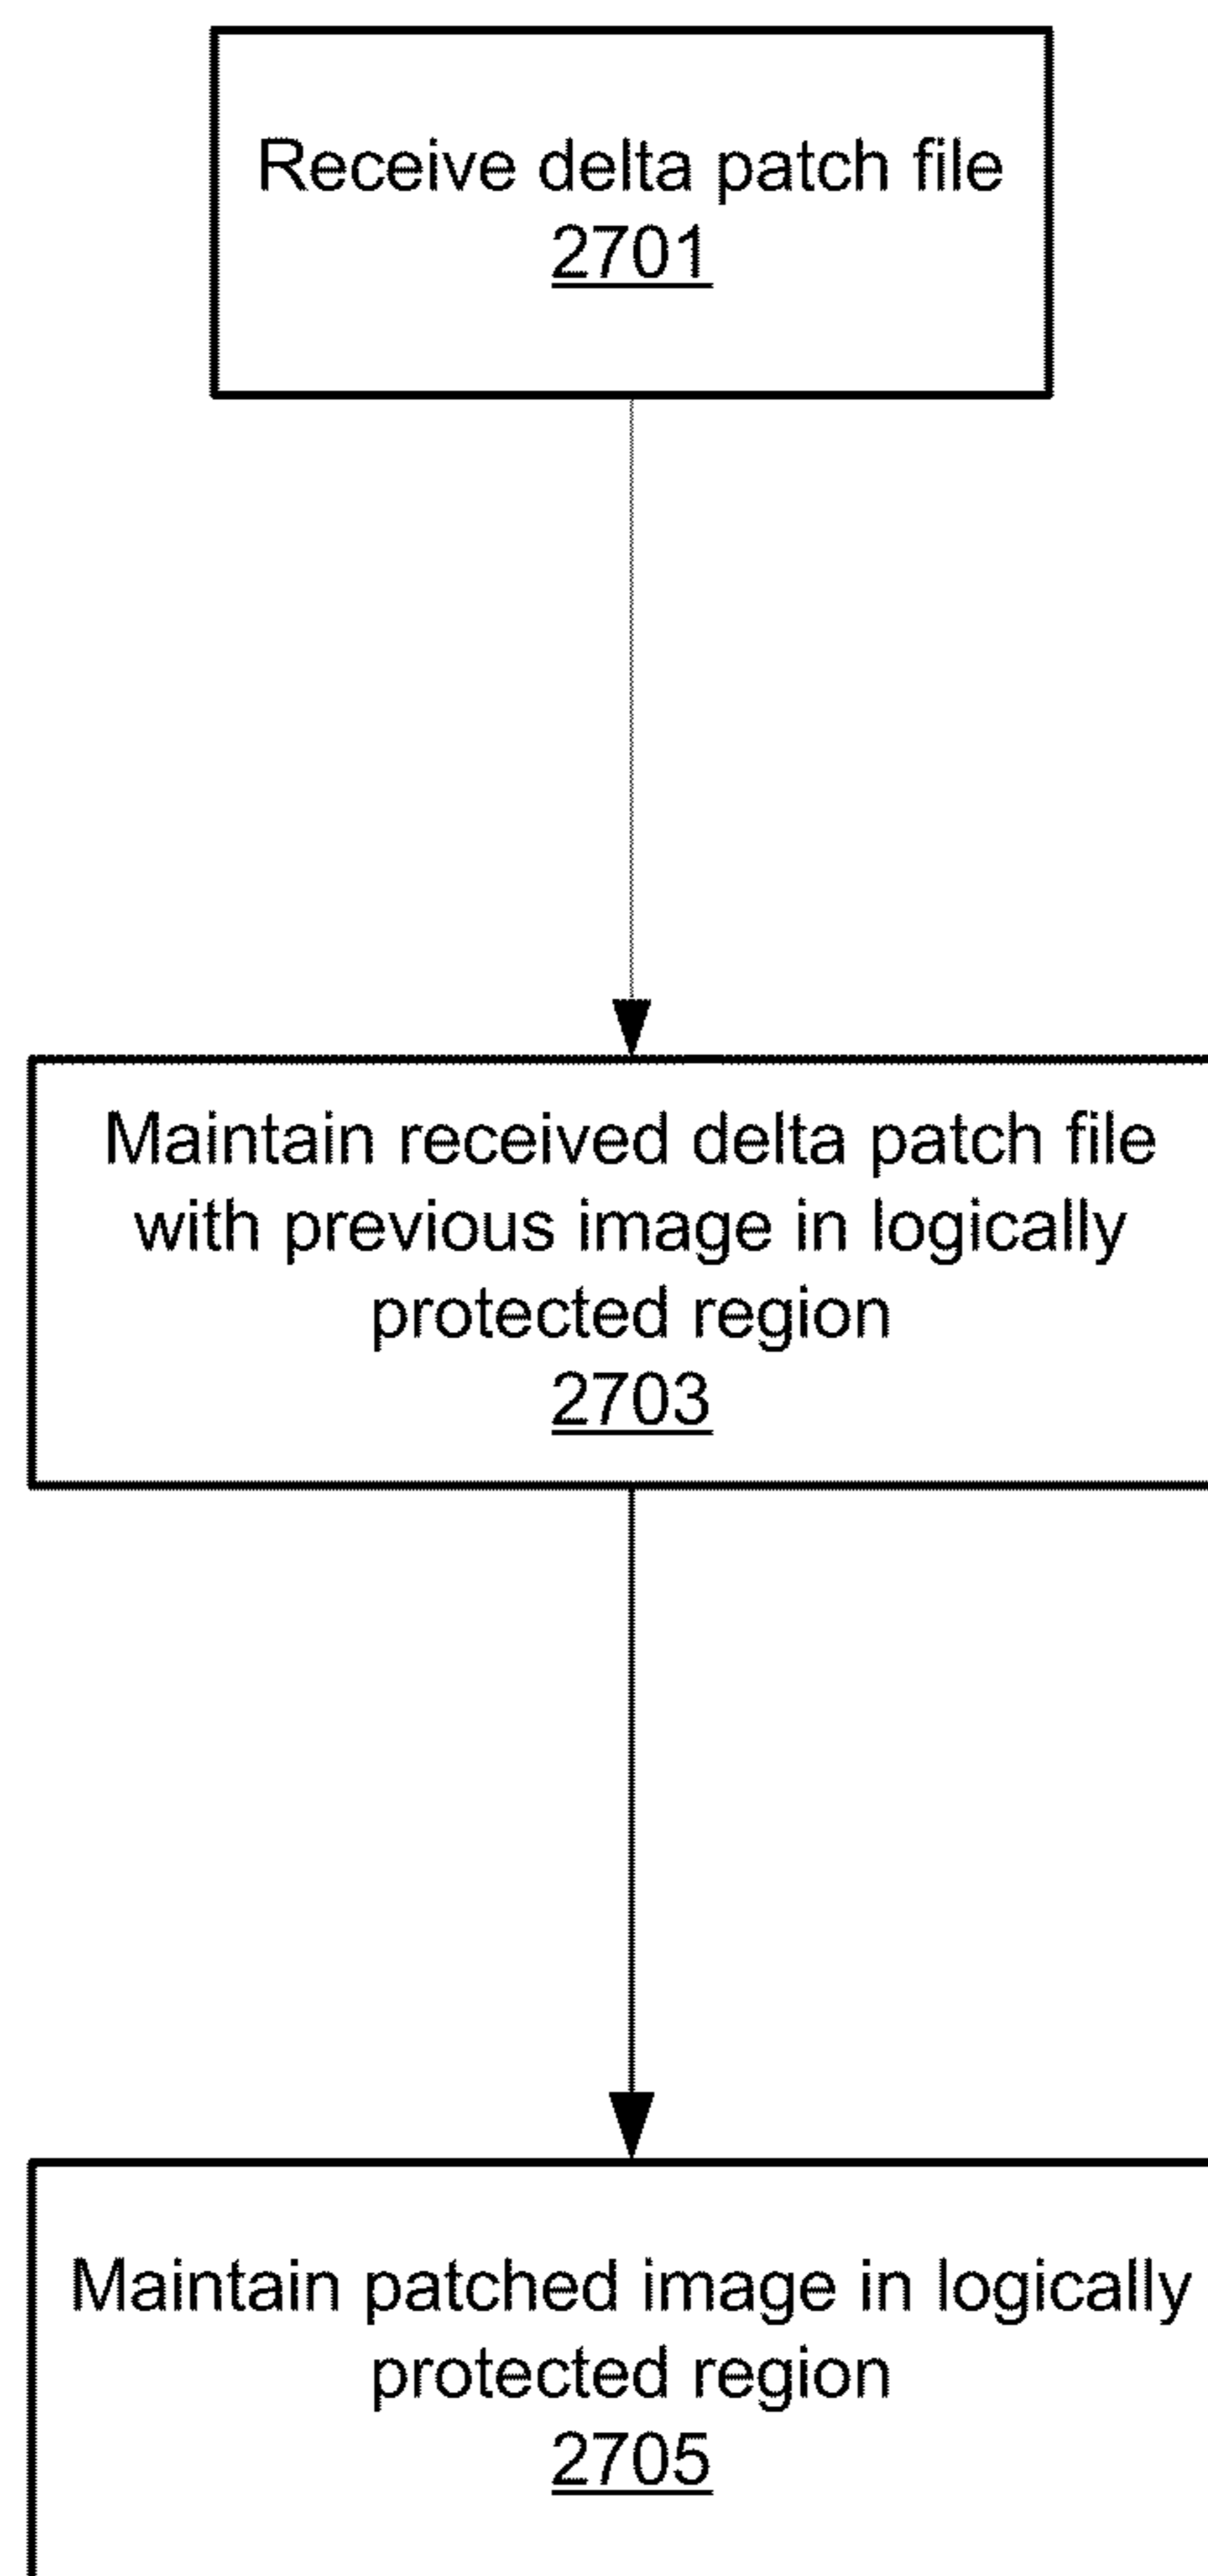 Receive delta patch file
2701
Maintain received delta patch file
with previous image in logically
protected region
2703
Maintain patched image in logically
protected region
2705